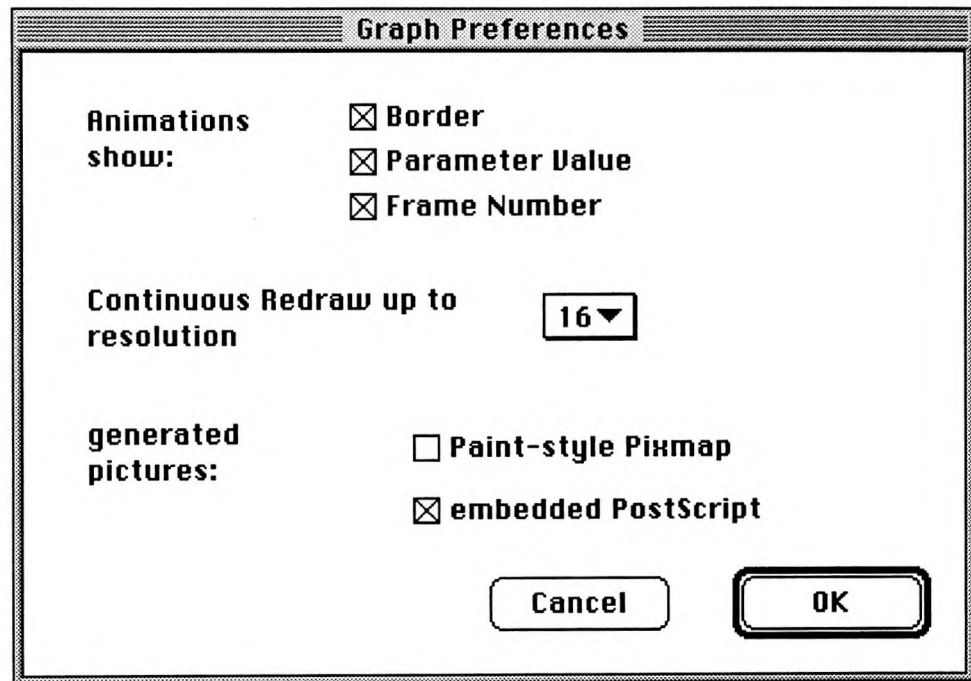 Graph Preferences
Animations
show:
Border
Parameter Value
Frame Number
Continuous Redraw up to
resolution
16
generated
pictures:
Paint-style Pixmap
embedded PostScript
Cancel
OK